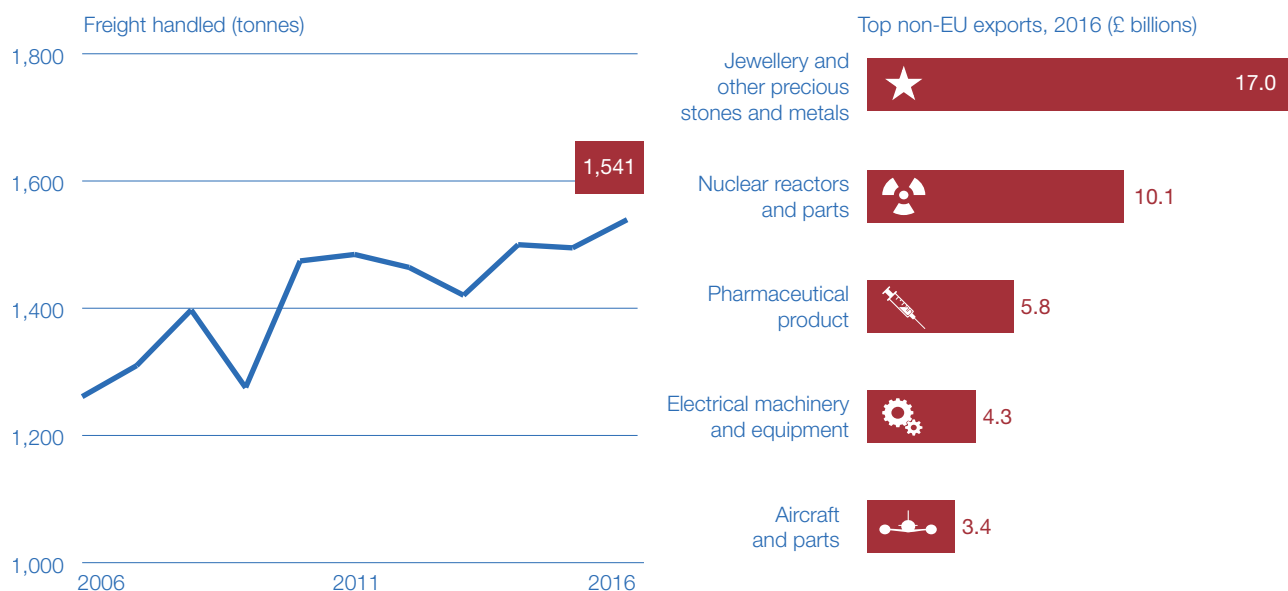 Freight handled (tonnes)
1,800
1,600
1,400
1,200
1,000
1,541
2006
2011
2016
Top non-EU exports, 2016 (£ billions)
Jewellery and
other precious
stones and metals
17.0
Nuclear reactors
and parts
10.1
Pharmaceutical
product
5.8
Electrical machinery
and equipment
4.3
Aircraft
and parts
3.4